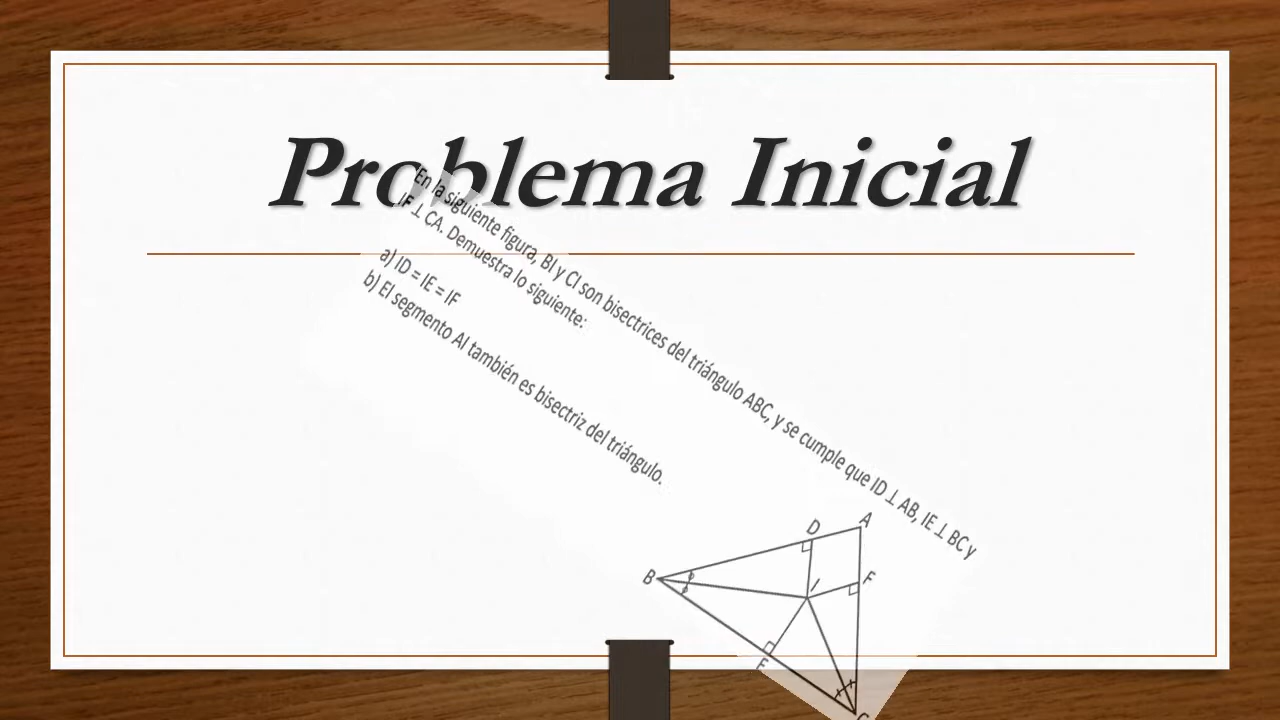 Problema Inicial
En la siguiente figura, BI y CI son bisectrices del triángulo ABC, y se cumple que ID ⊥ AB, IE ⊥ BC y
IF ⊥ CA. Demuestra lo siguiente:
a) ID = IE = IF
b) El segmento AI también es bisectriz del triángulo.
D
A
B
I
F
E
C